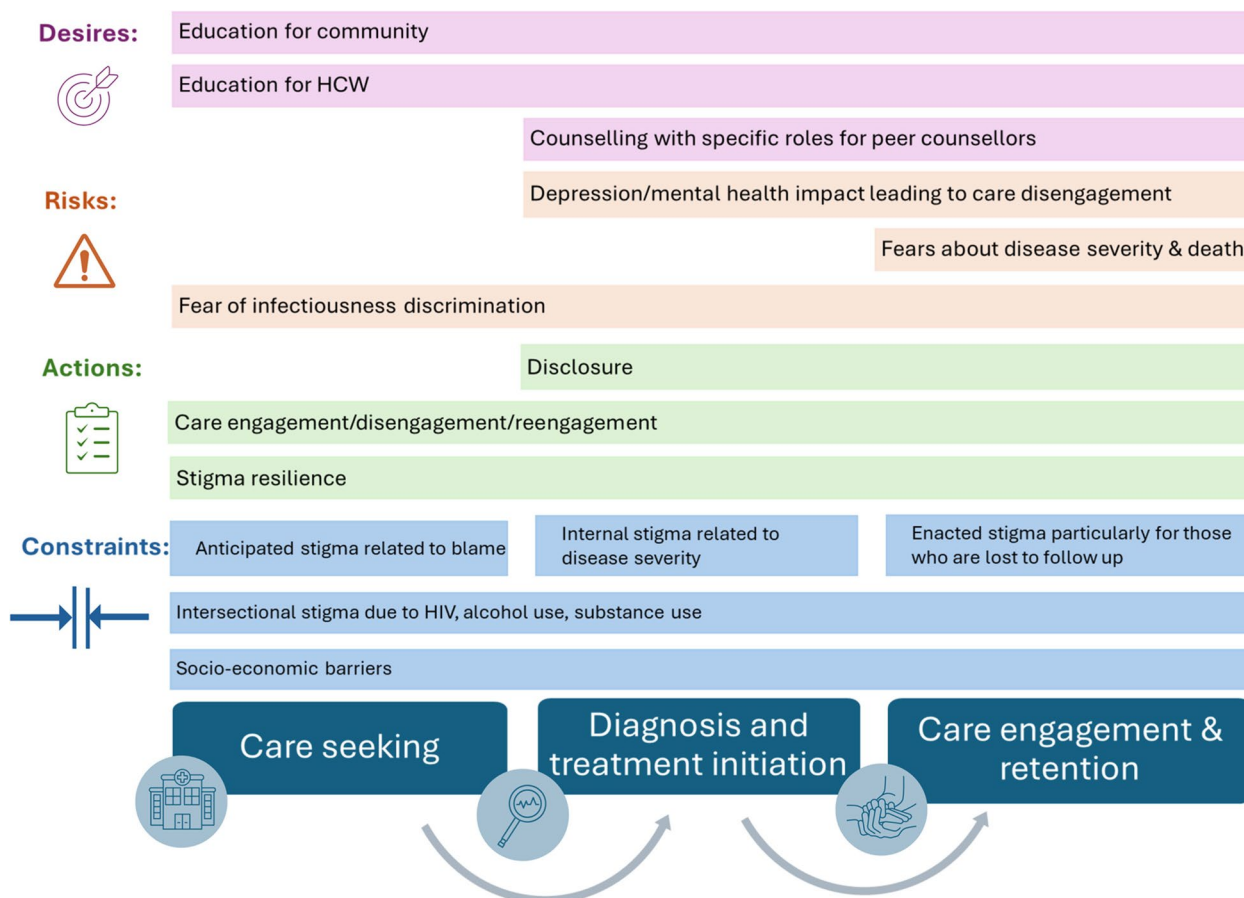 Desires:
Education for community
Education for HCW
Counselling with specific roles for peer counsellors
Risks:
Depression/mental health impact leading to care disengagement
Fears about disease severity & death
Fear of infectiousness discrimination
Actions:
Disclosure
Care engagement/disengagement/reengagement
Stigma resilience
Constraints:
Anticipated stigma related to blame
Internal stigma related to
disease severity
Enacted stigma particularly for those
who are lost to follow up
Intersectional stigma due to HIV, alcohol use, substance use
Socio-economic barriers
Care seeking
Diagnosis and
treatment initiation
Care engagement &
retention